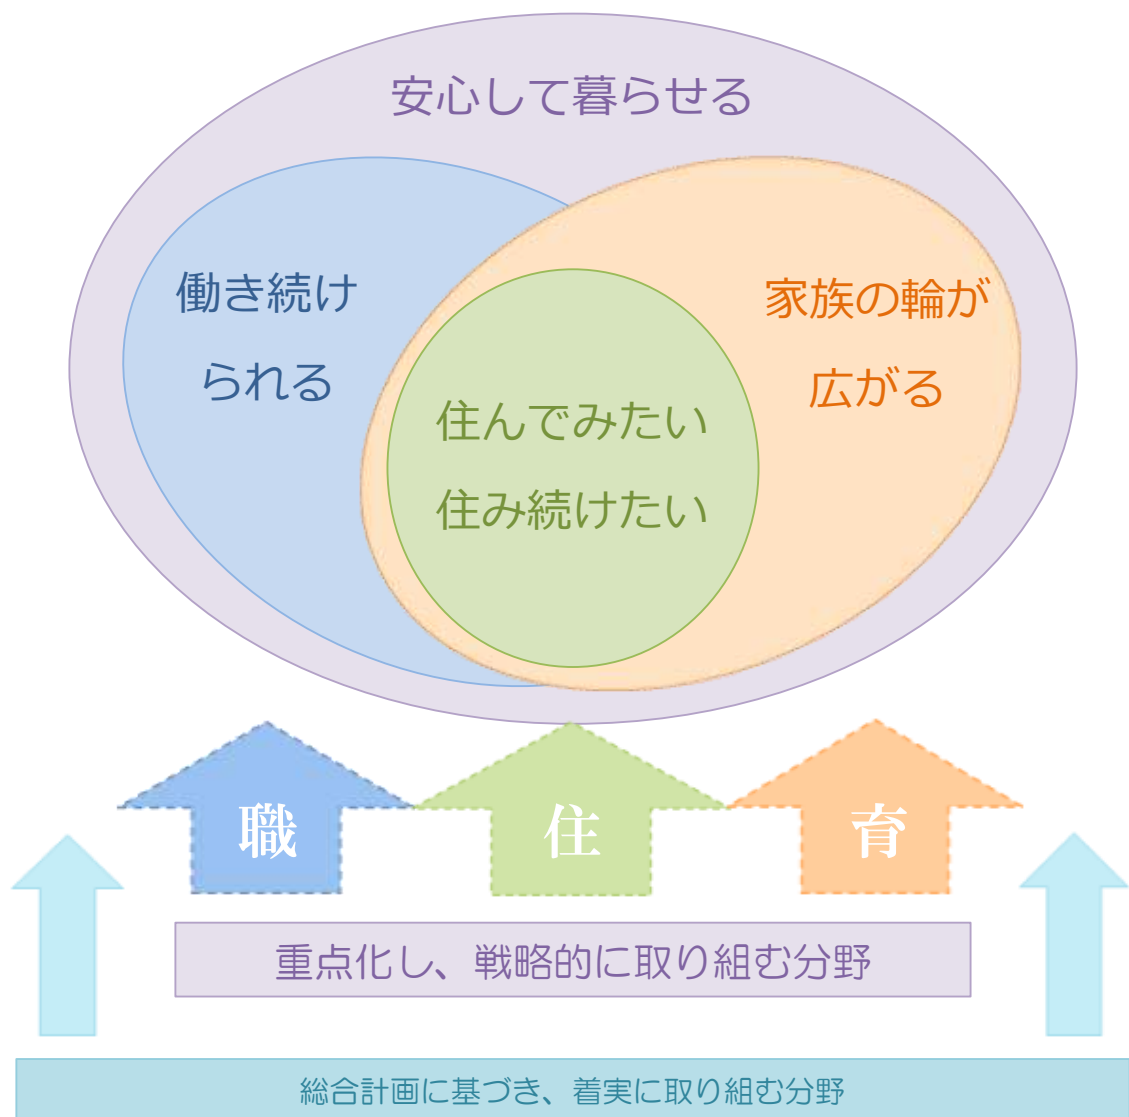 安心して暮らせる
働き続け
られる
家族の輪が
広がる
住んでみたい
住み続けたい
職
住
育
重点化し、戦略的に取り組む分野
総合計画に基づき、着実に取り組む分野